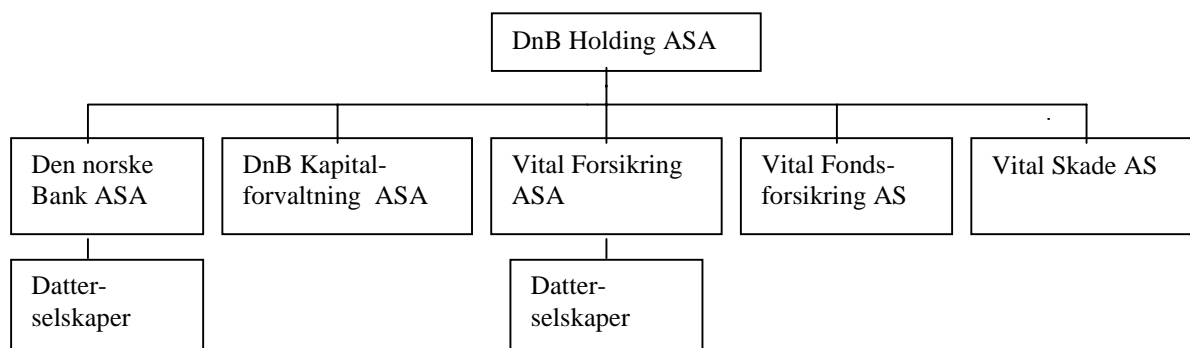 DnB Holding ASA
Den norske
Bank ASA
DnB Kapital-
forvaltning ASA
Vital Forsikring
ASA
Vital Fonds-
forsikring AS
Vital Skade AS
Datter-
selskaper
Datter-
selskaper